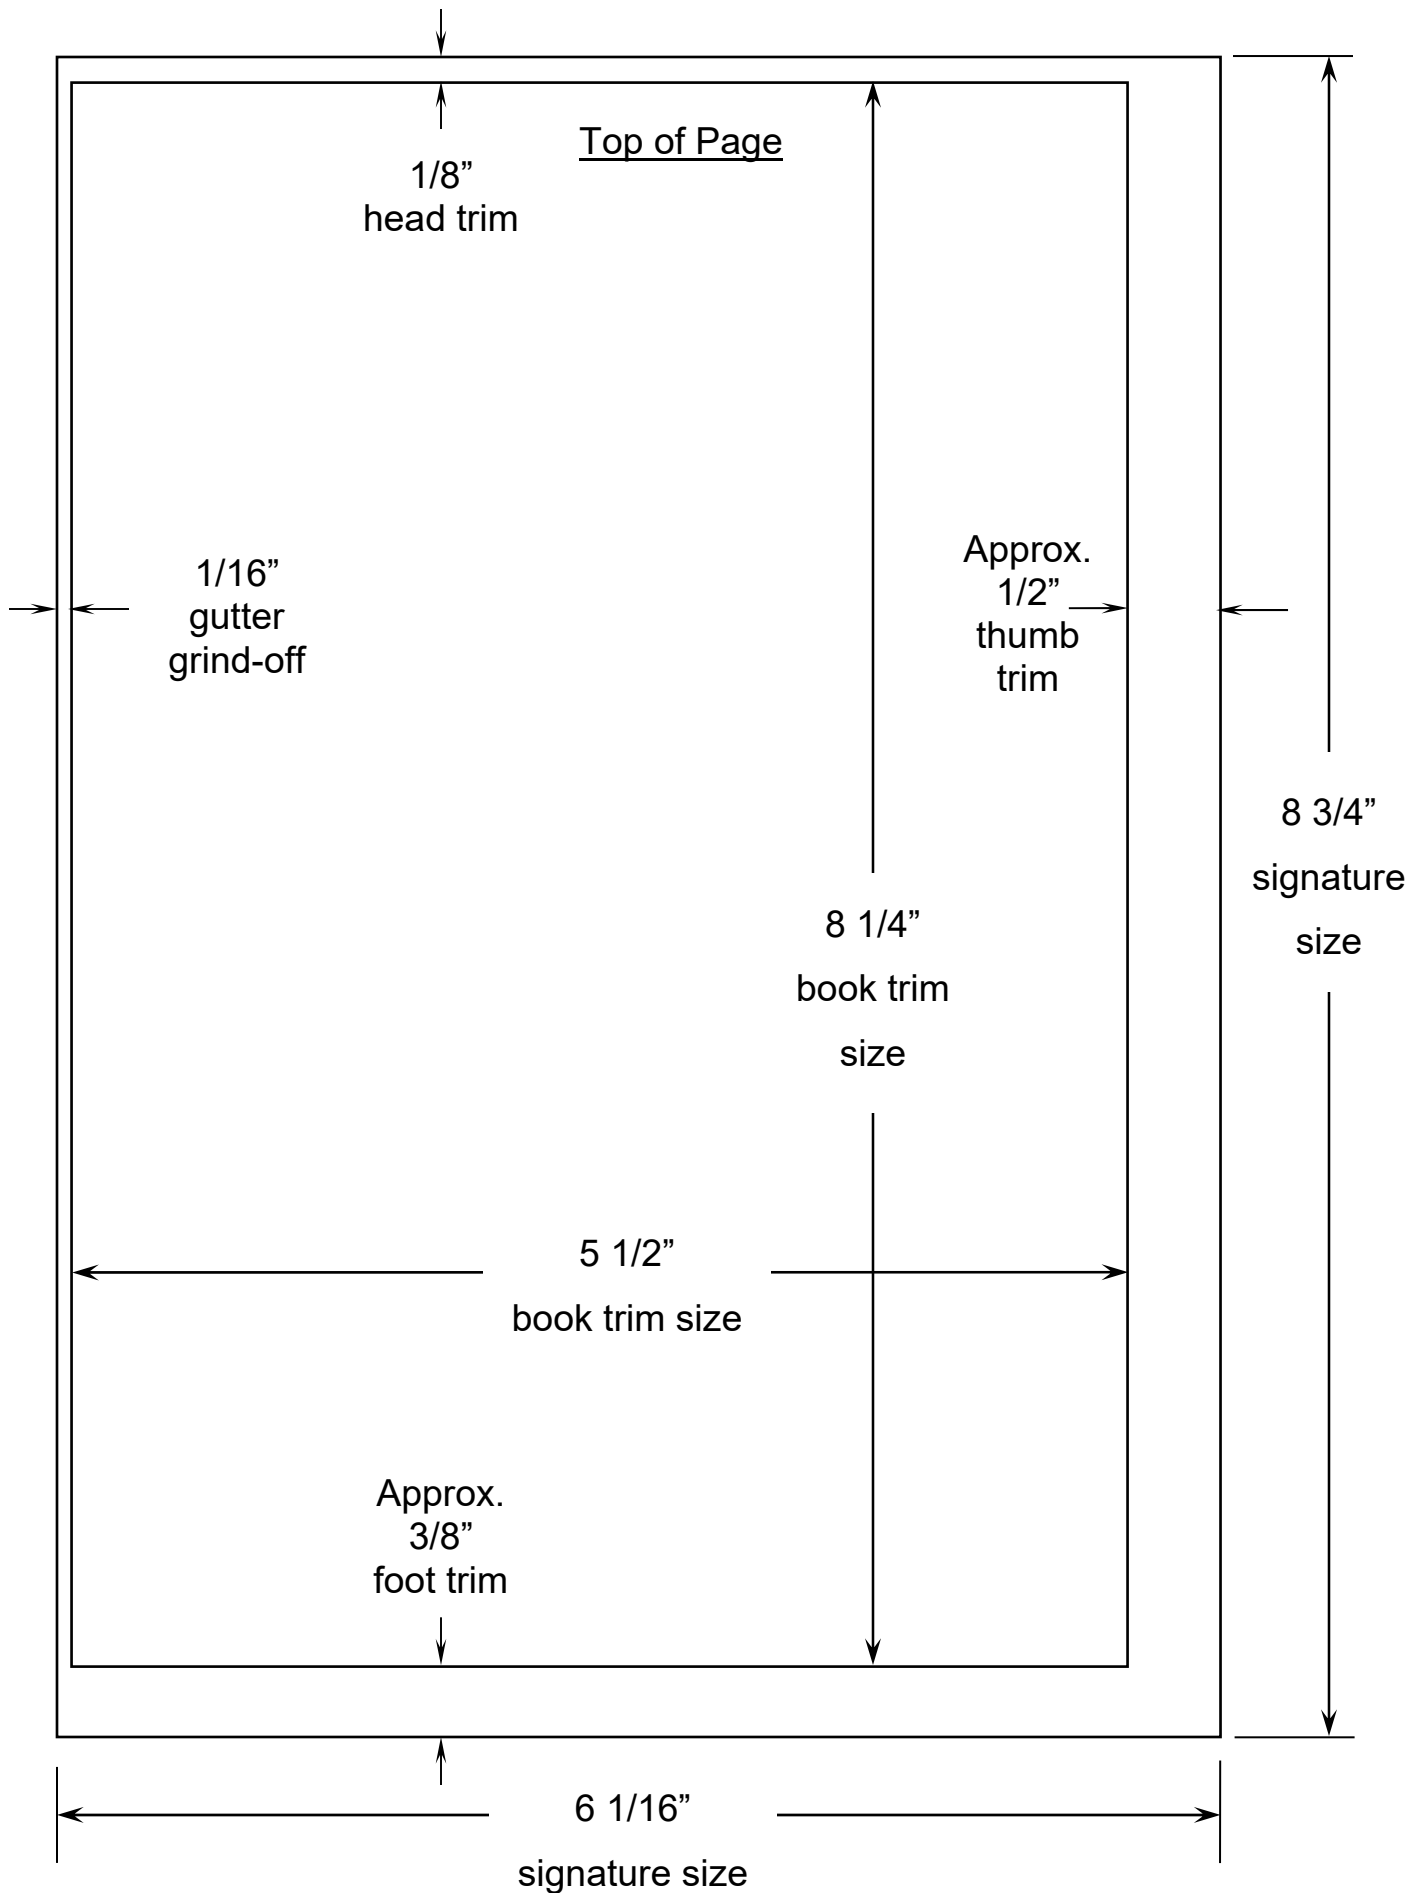 Top of Page
1/8”
head trim
1/16”
gutter
grind-off
Approx.
1/2”
thumb
trim
8 3/4”
signature
size
8 1/4”
book trim
size
5 1/2”
book trim size
Approx.
3/8”
foot trim
6 1/16”
signature size